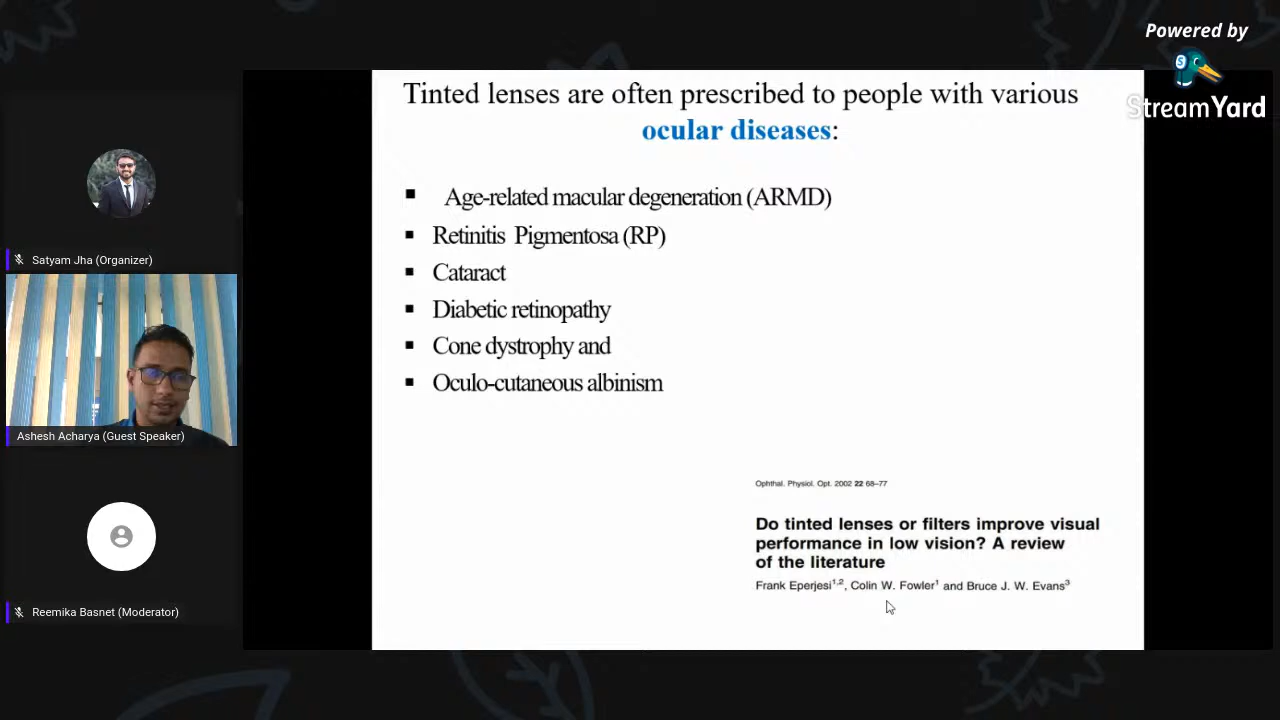 Powered by
StreamYard
Tinted lenses are often prescribed to people with various
ocular diseases:
▪ Age-related macular degeneration (ARMD)
▪ Retinitis Pigmentosa (RP)
▪ Cataract
▪ Diabetic retinopathy
▪ Cone dystrophy and
▪ Oculo-cutaneous albinism
Ophthal. Physiol. Opt. 2002 22 68–77
Do tinted lenses or filters improve visual
performance in low vision? A review
of the literature
Frank Eperjesi1,2, Colin W. Fowler1 and Bruce J. W. Evans3
Satyam Jha (Organizer)
Ashesh Acharya (Guest Speaker)
Reemika Basnet (Moderator)